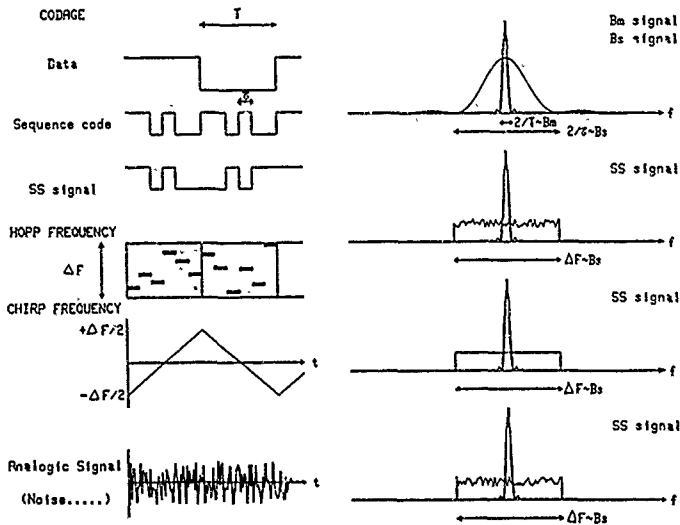 CODAGE
T
Data
τ
Sequence code
SS signal
HOPP FREQUENCY
ΔF
CHIRP FREQUENCY
+ΔF/2
t
-ΔF/2
Analogic Signal
t
(Noise.....)
Bm signal
Bs signal
f
2/T~Bm
2/τ~Bs
SS signal
f
ΔF~Bs
SS signal
f
ΔF~Bs
SS signal
f
ΔF~Bs